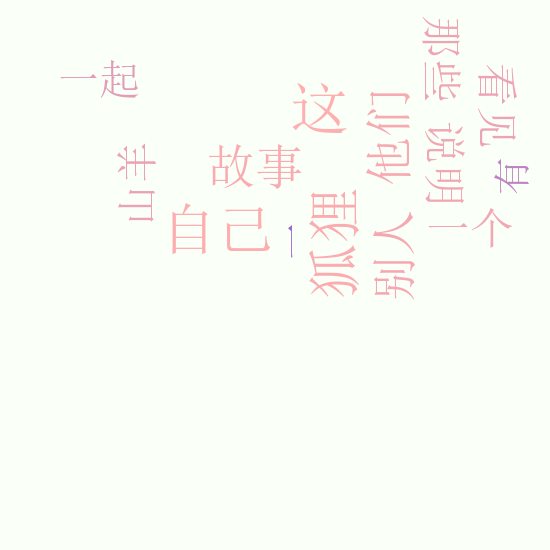 一起
那些
看见
这
他们
说明
故事
山羊
有
狐狸
自己
一
别人
一个